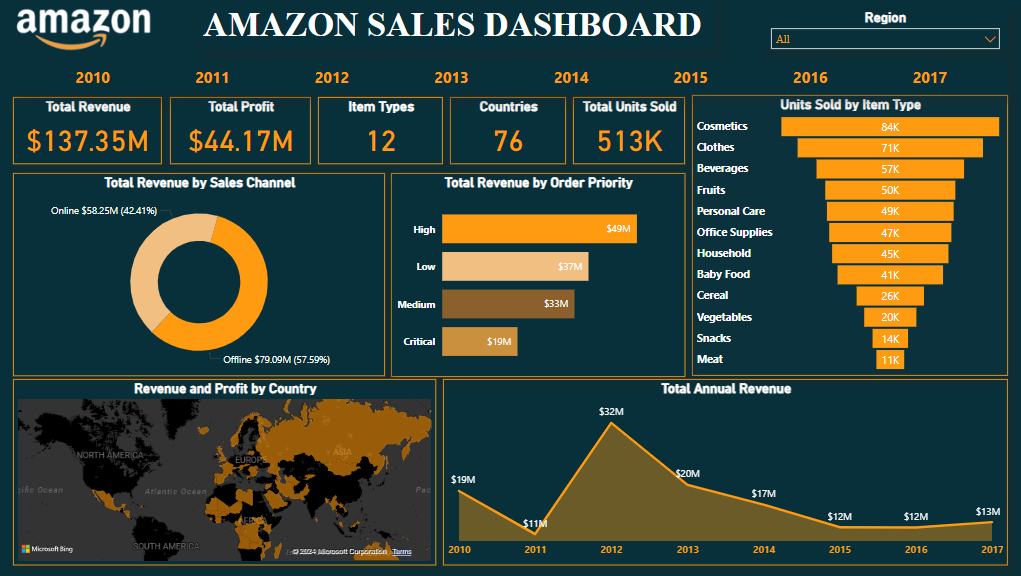 amazon
AMAZON SALES DASHBOARD
Region
All
2010 2011 2012 2013 2014 2015 2016 2017
Total Revenue
$137.35M
Total Profit
$44.17M
Item Types
12
Countries
76
Total Units Sold
513K
Units Sold by Item Type
Cosmetics 84K
Clothes 71K
Beverages 57K
Fruits 50K
Personal Care 49K
Office Supplies 47K
Household 45K
Baby Food 41K
Cereal 26K
Vegetables 20K
Snacks 14K
Meat 11K
Total Revenue by Sales Channel
Online $58.25M (42.41%)
Offline $79.09M (57.59%)
Total Revenue by Order Priority
High $49M
Low $37M
Medium $33M
Critical $19M
Revenue and Profit by Country
NORTH AMERICA
EUROPE
ASIA
cific Ocean
Atlantic Ocean
Pac
AFRICA
SOUTH AMERICA
Microsoft Bing
© 2024 Microsoft Corporation Terms
Total Annual Revenue
$19M
$11M
$32M
$20M
$17M
$12M
$12M
$13M
2010 2011 2012 2013 2014 2015 2016 2017